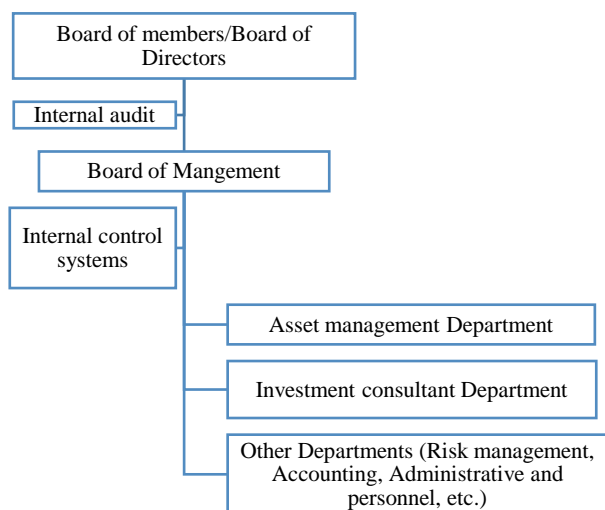 Board of members/Board of
Directors
Internal audit
Board of Mangement
Internal control
systems
Asset management Department
Investment consultant Department
Other Departments (Risk management,
Accounting, Administrative and
personnel, etc.)